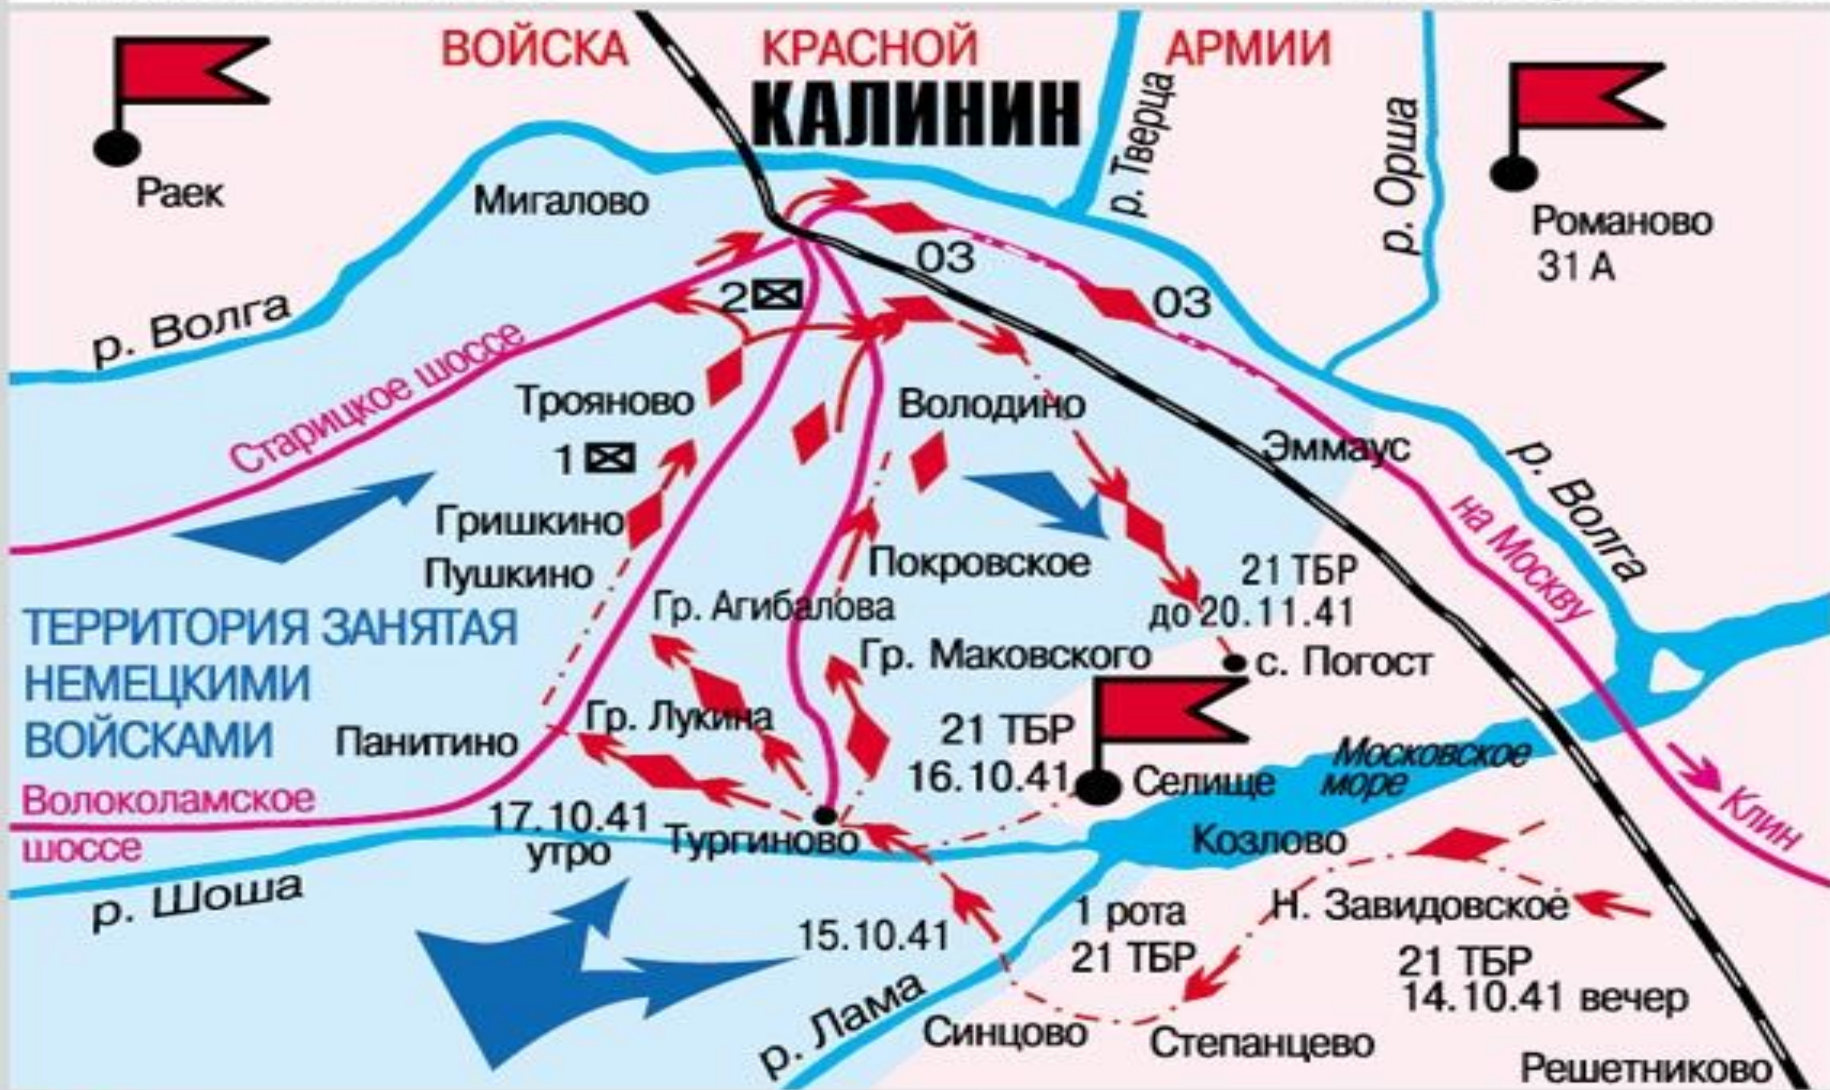 ВОЙСКА КРАСНОЙ АРМИИ
КАЛИНИН
р. Тверца
р. Орша
Раек
Мигалово
Романово
31 А
03
03
2
р. Волга
Старицкое шоссе
Трояново
Володино
1
Эммаус
р. Волга
на Москву
Гришкино
Пушкино
Покровское
21 ТБР
до 20.11.41
Гр. Агибалова
ТЕРРИТОРИЯ ЗАНЯТАЯ
НЕМЕЦКИМИ
ВОЙСКАМИ
Гр. Маковского
с. Погост
Гр. Лукина
Панитино
21 ТБР
16.10.41
Селище
Московское
море
Клин
Волоколамское
шоссе
17.10.41
утро
Тургиново
Козлово
р. Шоша
15.10.41
1 рота
21 ТБР
Н. Завидовское
21 ТБР
14.10.41 вечер
р. Лама
Синцово
Степанцево
Решетниково